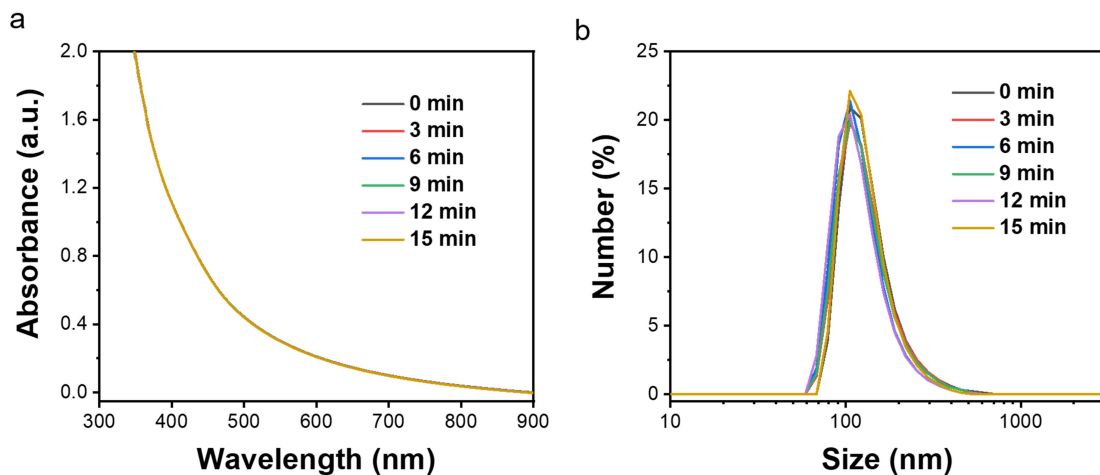 a
2.0
1.6
1.2
0.8
0.4
0.0
Absorbance (a.u.)
0 min
3 min
6 min
9 min
12 min
15 min
300 400 500 600 700 800 900
Wavelength (nm)
b
25
20
15
10
5
0
Number (%)
0 min
3 min
6 min
9 min
12 min
15 min
10 100 1000
Size (nm)